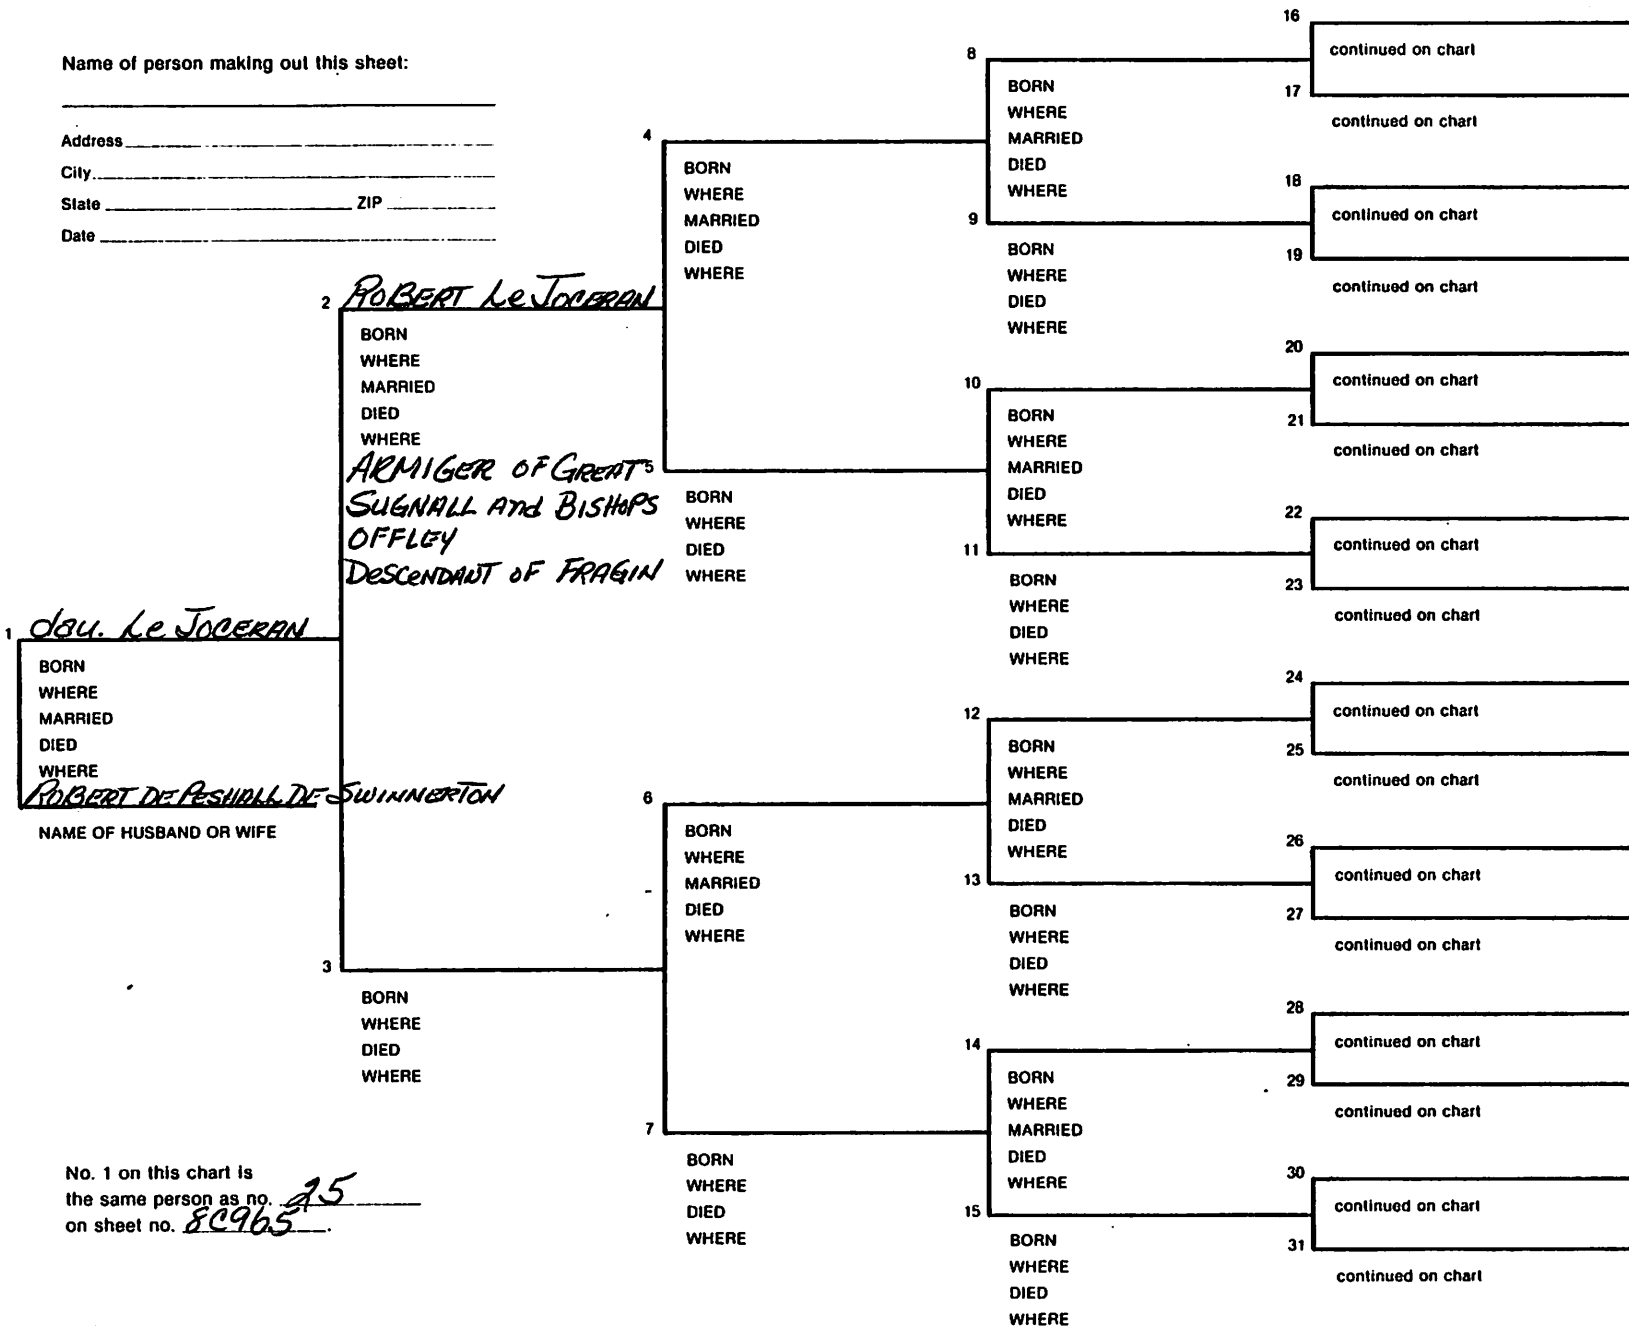 Name of person making out this sheet:
Address
City
State ZIP
Date
1 dau. Le Joceran
BORN
WHERE
MARRIED
DIED
WHERE
ROBERT DE PESHALL DE SWINNERTON
NAME OF HUSBAND OR WIFE
No. 1 on this chart is
the same person as no. 25
on sheet no. 8C965.
2 ROBERT Le JOCERAN
BORN
WHERE
MARRIED
DIED
WHERE
ARMIGER OF GREAT
SUGNALL And BISHOPS
OFFLEY
DESCENDANT OF FRAGIN
3
BORN
WHERE
DIED
WHERE
4
BORN
WHERE
MARRIED
DIED
WHERE
5
BORN
WHERE
DIED
WHERE
6
BORN
WHERE
MARRIED
DIED
WHERE
7
BORN
WHERE
DIED
WHERE
8
BORN
WHERE
MARRIED
DIED
WHERE
9
BORN
WHERE
DIED
WHERE
10
BORN
WHERE
MARRIED
DIED
WHERE
11
BORN
WHERE
DIED
WHERE
12
BORN
WHERE
MARRIED
DIED
WHERE
13
BORN
WHERE
DIED
WHERE
14
BORN
WHERE
MARRIED
DIED
WHERE
15
BORN
WHERE
DIED
WHERE
16
continued on chart
17
continued on chart
18
continued on chart
19
continued on chart
20
continued on chart
21
continued on chart
22
continued on chart
23
continued on chart
24
continued on chart
25
continued on chart
26
continued on chart
27
continued on chart
28
continued on chart
29
continued on chart
30
continued on chart
31
continued on chart